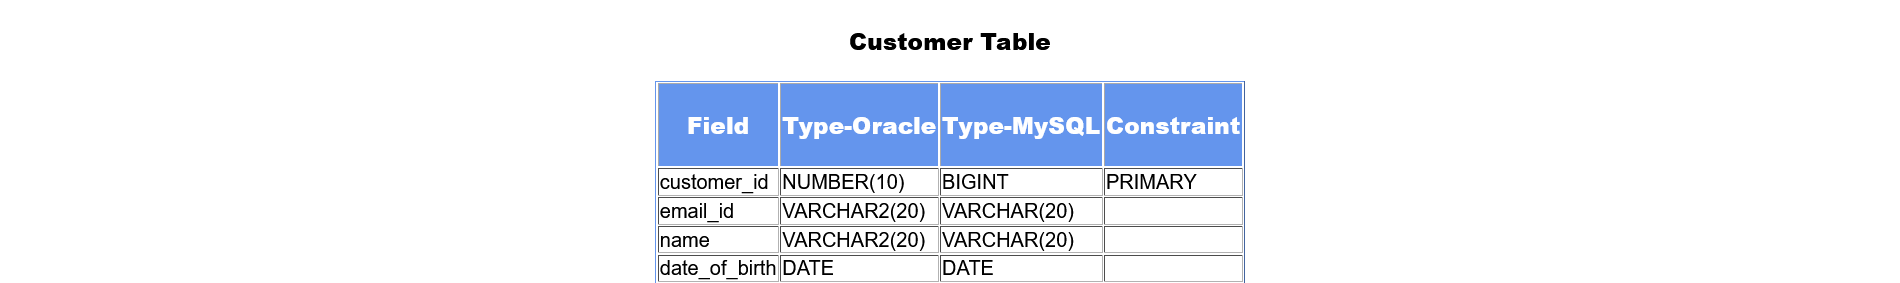 Customer Table
Field Type-Oracle Type-MySQL Constraint
customer_id NUMBER(10) BIGINT PRIMARY
email_id VARCHAR2(20) VARCHAR(20)
name VARCHAR2(20) VARCHAR(20)
date_of_birth DATE DATE